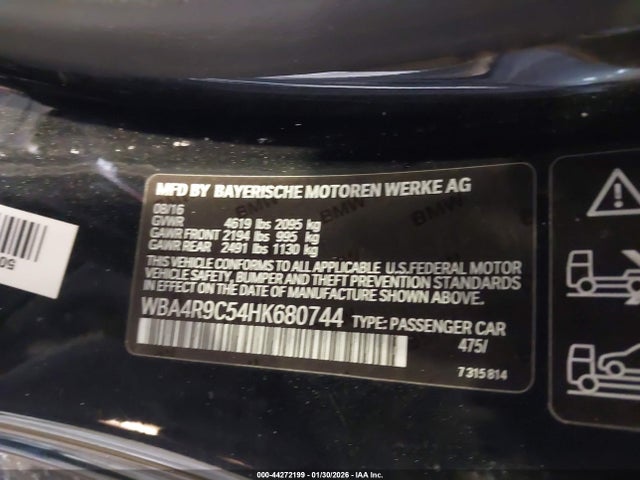 MFD BY BAYERISCHE MOTOREN WERKE AG
08/16
GVWR 4619 lbs 2095 kg
GAWR FRONT 2194 lbs 995 kg
GAWR REAR 2491 lbs 1130 kg
THIS VEHICLE CONFORMS TO ALL APPLICABLE U.S.FEDERAL MOTOR
VEHICLE SAFETY, BUMPER AND THEFT PREVENTION STANDARDS
IN EFFECT ON THE DATE OF MANUFACTURE SHOWN ABOVE.
WBA4R9C54HK680744 TYPE: PASSENGER CAR
475/
7 315 814
000-44272199 | 01/30/2026 - IAA Inc.